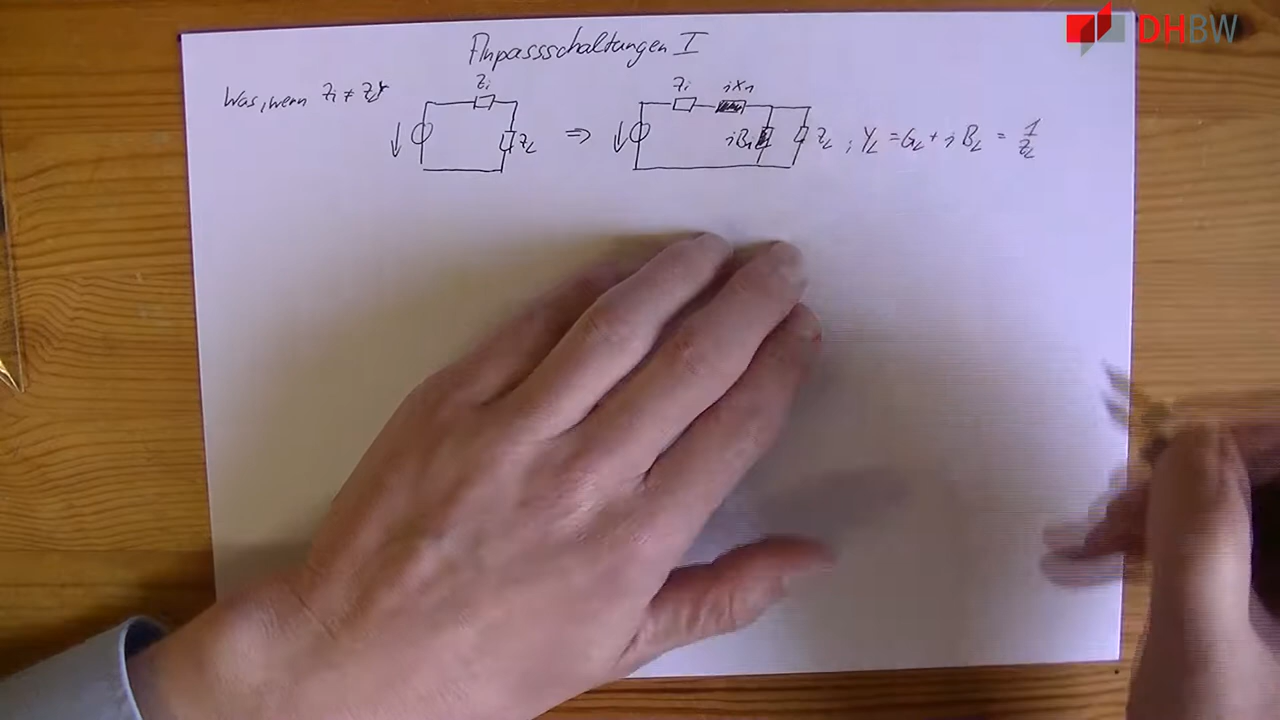 DHBW
Anpassschaltungen I
Was, wenn Zi ≠ ZL*
Zi
ZL
⇒
Zi
jX1
jB1
ZL ; YL = GL + j BL = 1/ZL